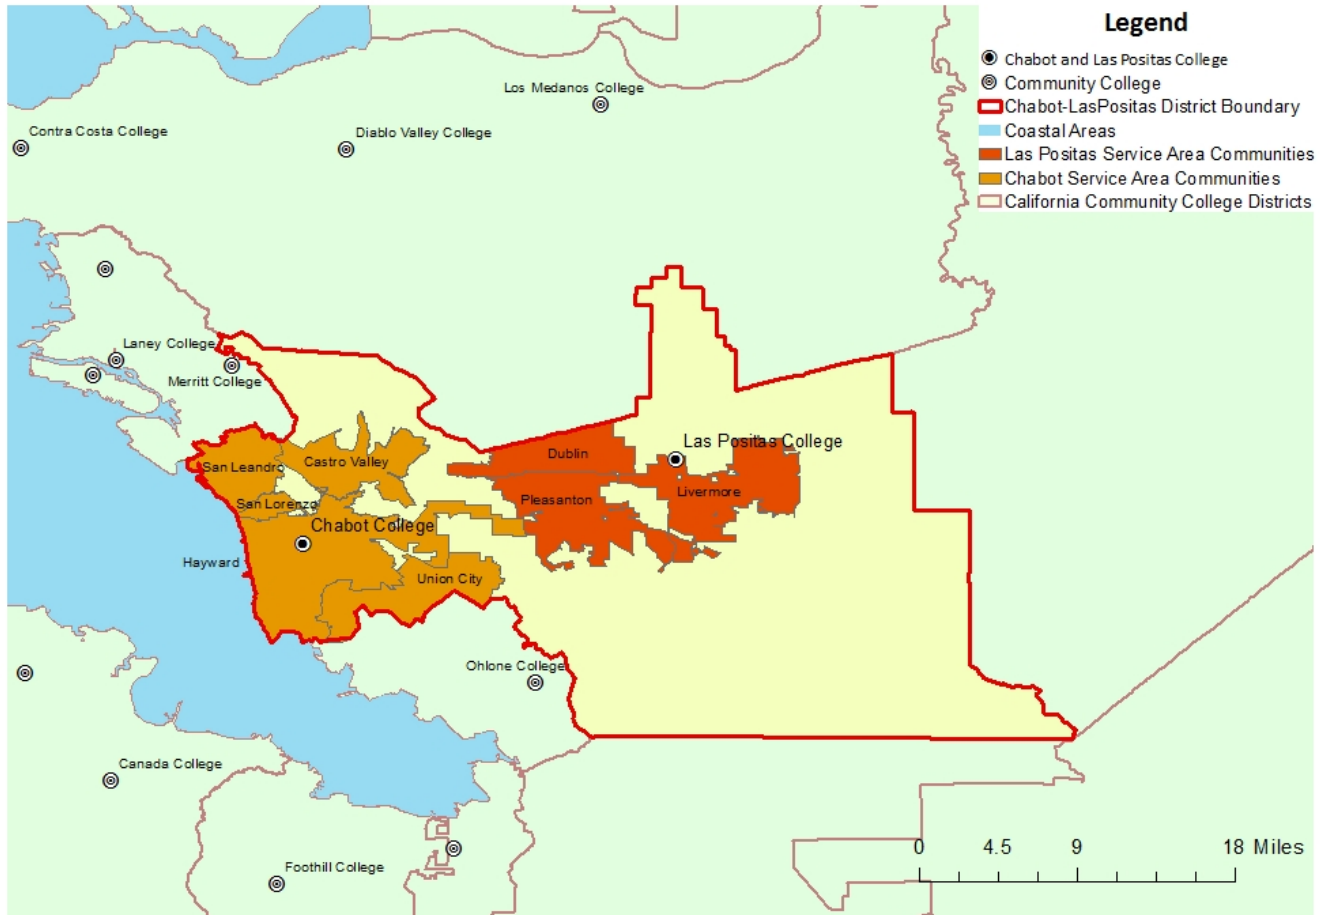 Legend
Chabot and Las Positas College
Community College
Chabot-LasPositas District Boundary
Coastal Areas
Las Positas Service Area Communities
Chabot Service Area Communities
California Community College Districts
Los Medanos College
Contra Costa College
Diablo Valley College
Laney College
Merritt College
Las Positas College
Dublin
San Leandro
Castro Valley
Pleasanton
Livermore
San Lorenzo
Chabot College
Hayward
Union City
Ohlone College
Canada College
Foothill College
0 4.5 9 18 Miles